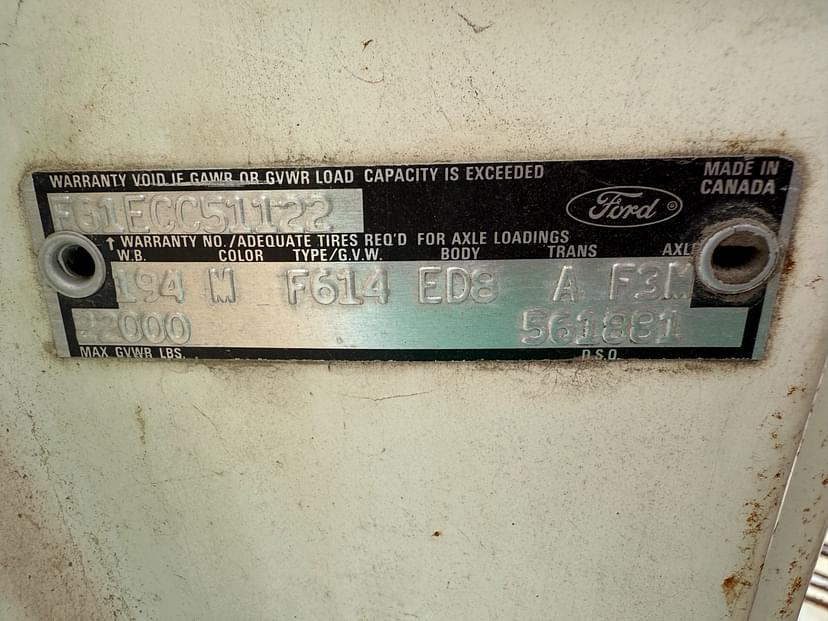 WARRANTY VOID IF GAWR OR GVWR LOAD CAPACITY IS EXCEEDED
MADE IN CANADA
F61ECC51122
Ford ®
↑ WARRANTY NO./ADEQUATE TIRES REQ'D FOR AXLE LOADINGS
W.B. COLOR TYPE/G.V.W. BODY TRANS AXLE
194 M F614 ED8 A F3M
22000 561881
MAX GVWR LBS. D.S.O.